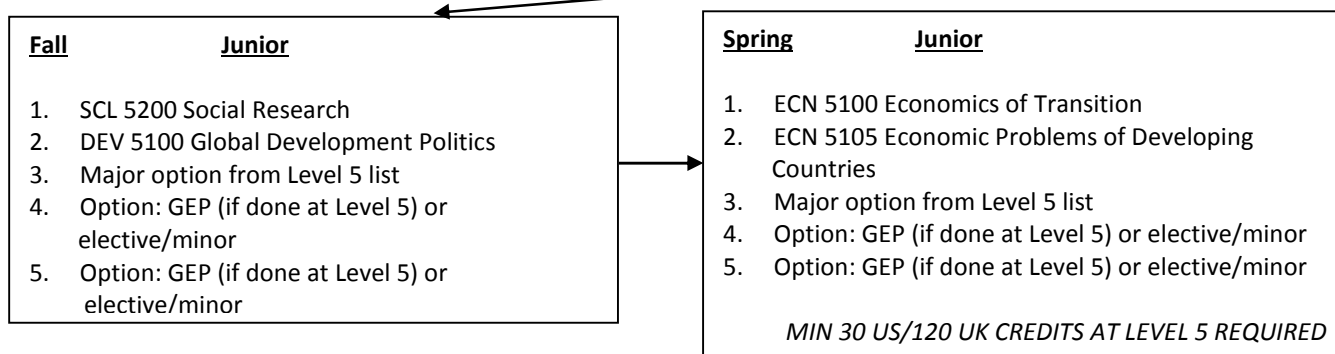 Fall Junior
1. SCL 5200 Social Research
2. DEV 5100 Global Development Politics
3. Major option from Level 5 list
4. Option: GEP (if done at Level 5) or
elective/minor
5. Option: GEP (if done at Level 5) or
elective/minor
Spring Junior
1. ECN 5100 Economics of Transition
2. ECN 5105 Economic Problems of Developing
Countries
3. Major option from Level 5 list
4. Option: GEP (if done at Level 5) or elective/minor
5. Option: GEP (if done at Level 5) or elective/minor
MIN 30 US/120 UK CREDITS AT LEVEL 5 REQUIRED